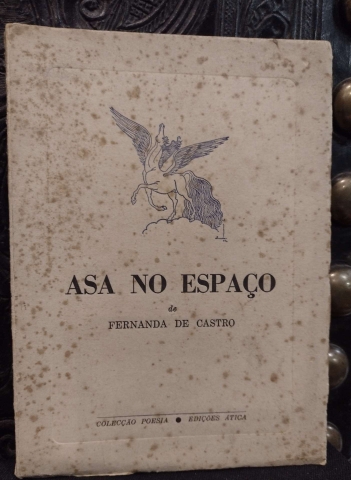 ASA NO ESPAÇO
de
FERNANDA DE CASTRO
COLECÇÃO POESIA ● EDIÇÕES ÁTICA